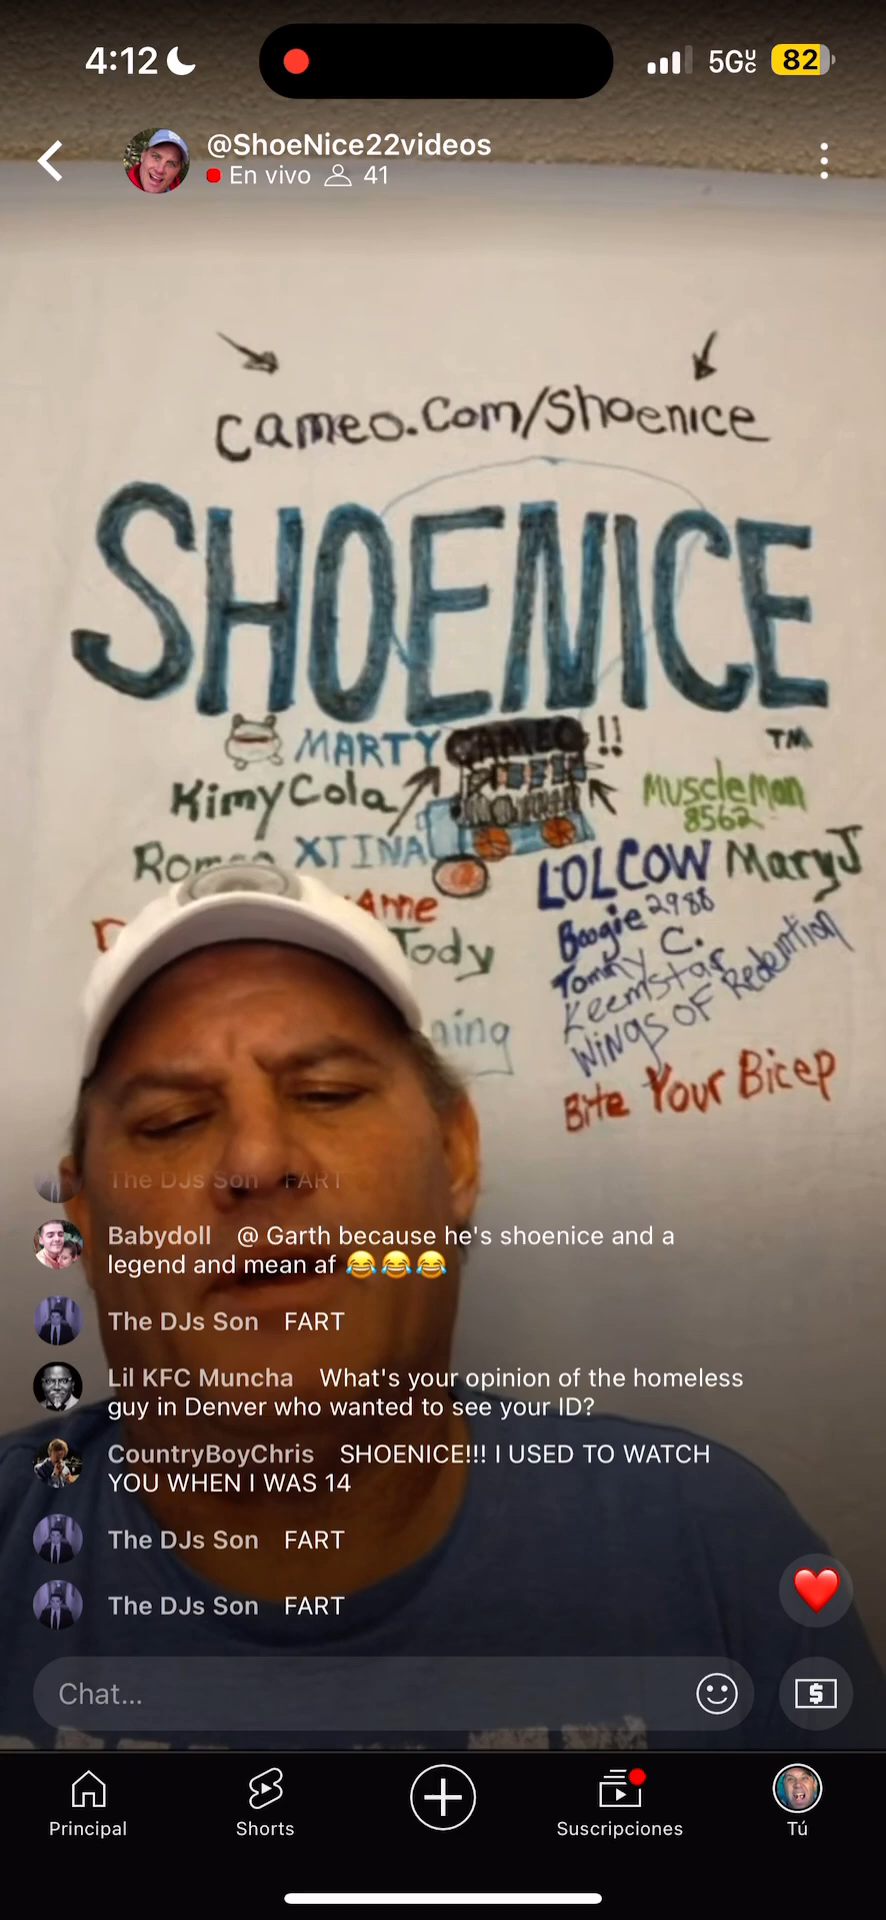 4:12
5G UC
82
@ShoeNice22videos
En vivo 41
cameo.com/shoenice
SHOENICE
TM
MARTY CAMEO !!
KimyCola
Muscleman
8562
XTINA
LOLCOW MaryJ
Boogie 2988
Tommy C.
Tody
Keemstar
Wings OF Redemtion
Bite Your Bicep
The DJs Son FART
Babydoll @ Garth because he's shoenice and a
legend and mean af 😂😂😂
The DJs Son FART
Lil KFC Muncha What's your opinion of the homeless
guy in Denver who wanted to see your ID?
CountryBoyChris SHOENICE!!! I USED TO WATCH
YOU WHEN I WAS 14
The DJs Son FART
The DJs Son FART
Chat...
Principal
Shorts
Suscripciones
Tú